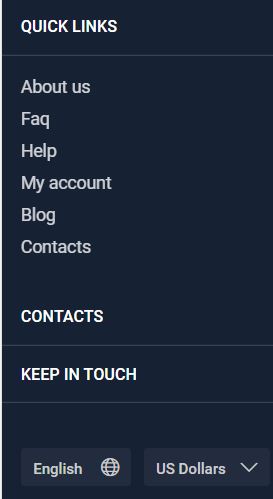 QUICK LINKS
About us
Faq
Help
My account
Blog
Contacts
CONTACTS
KEEP IN TOUCH
English
US Dollars